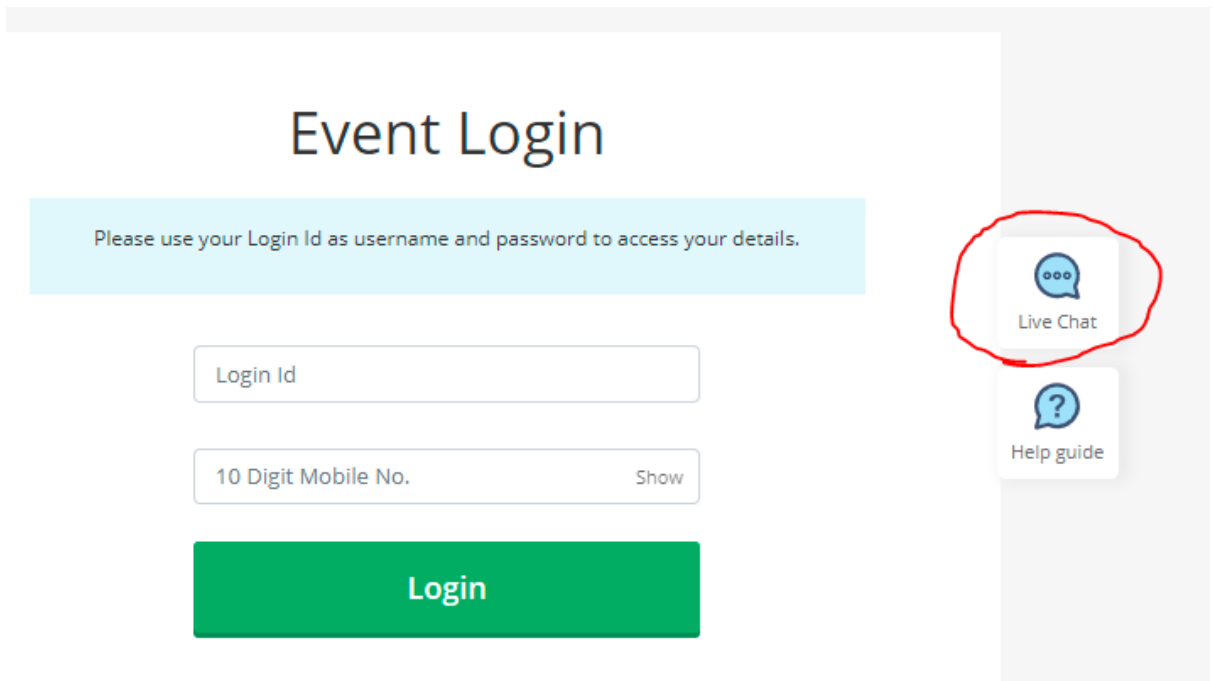 Event Login
Please use your Login Id as username and password to access your details.
Login Id
10 Digit Mobile No.
Show
Login
Live Chat
Help guide